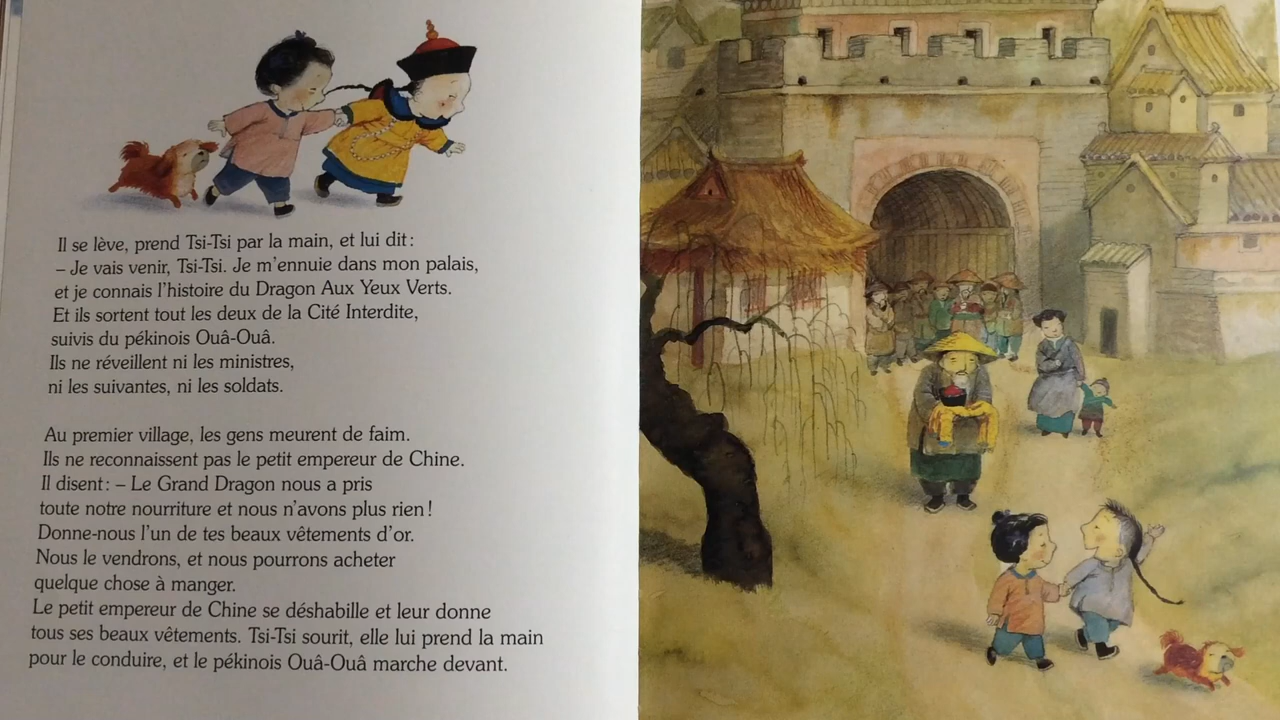 Il se lève, prend Tsi-Tsi par la main, et lui dit :
– Je vais venir, Tsi-Tsi. Je m'ennuie dans mon palais,
et je connais l'histoire du Dragon Aux Yeux Verts.
Et ils sortent tout les deux de la Cité Interdite,
suivis du pékinois Ouâ-Ouâ.
Ils ne réveillent ni les ministres,
ni les suivantes, ni les soldats.
Au premier village, les gens meurent de faim.
Ils ne reconnaissent pas le petit empereur de Chine.
Il disent : – Le Grand Dragon nous a pris
toute notre nourriture et nous n'avons plus rien !
Donne-nous l'un de tes beaux vêtements d'or.
Nous le vendrons, et nous pourrons acheter
quelque chose à manger.
Le petit empereur de Chine se déshabille et leur donne
tous ses beaux vêtements. Tsi-Tsi sourit, elle lui prend la main
pour le conduire, et le pékinois Ouâ-Ouâ marche devant.